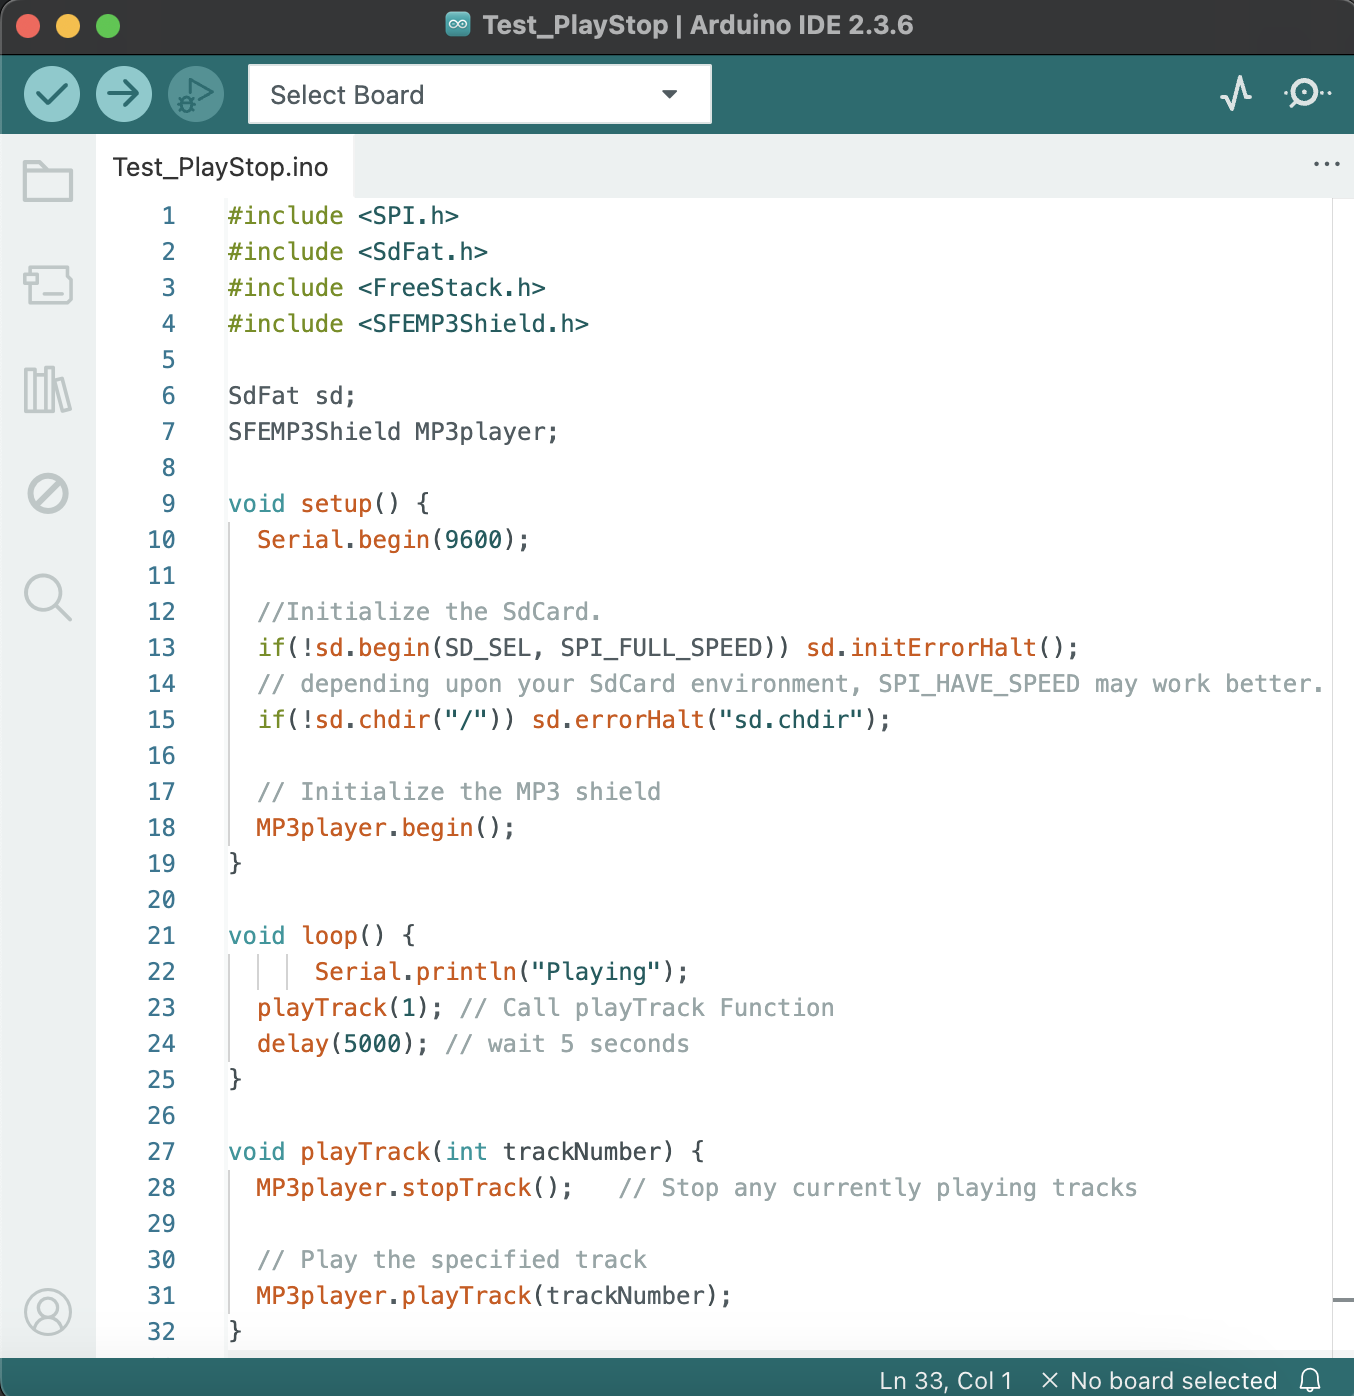 Test_PlayStop | Arduino IDE 2.3.6
Select Board
Test_PlayStop.ino
1 #include <SPI.h>
2 #include <SdFat.h>
3 #include <FreeStack.h>
4 #include <SFEMP3Shield.h>
5
6 SdFat sd;
7 SFEMP3Shield MP3player;
8
9 void setup() {
10   Serial.begin(9600);
11
12   //Initialize the SdCard.
13   if(!sd.begin(SD_SEL, SPI_FULL_SPEED)) sd.initErrorHalt();
14   // depending upon your SdCard environment, SPI_HAVE_SPEED may work better.
15   if(!sd.chdir("/")) sd.errorHalt("sd.chdir");
16
17   // Initialize the MP3 shield
18   MP3player.begin();
19 }
20
21 void loop() {
22       Serial.println("Playing");
23   playTrack(1); // Call playTrack Function
24   delay(5000); // wait 5 seconds
25 }
26
27 void playTrack(int trackNumber) {
28   MP3player.stopTrack();   // Stop any currently playing tracks
29
30   // Play the specified track
31   MP3player.playTrack(trackNumber);
32 }
Ln 33, Col 1 × No board selected